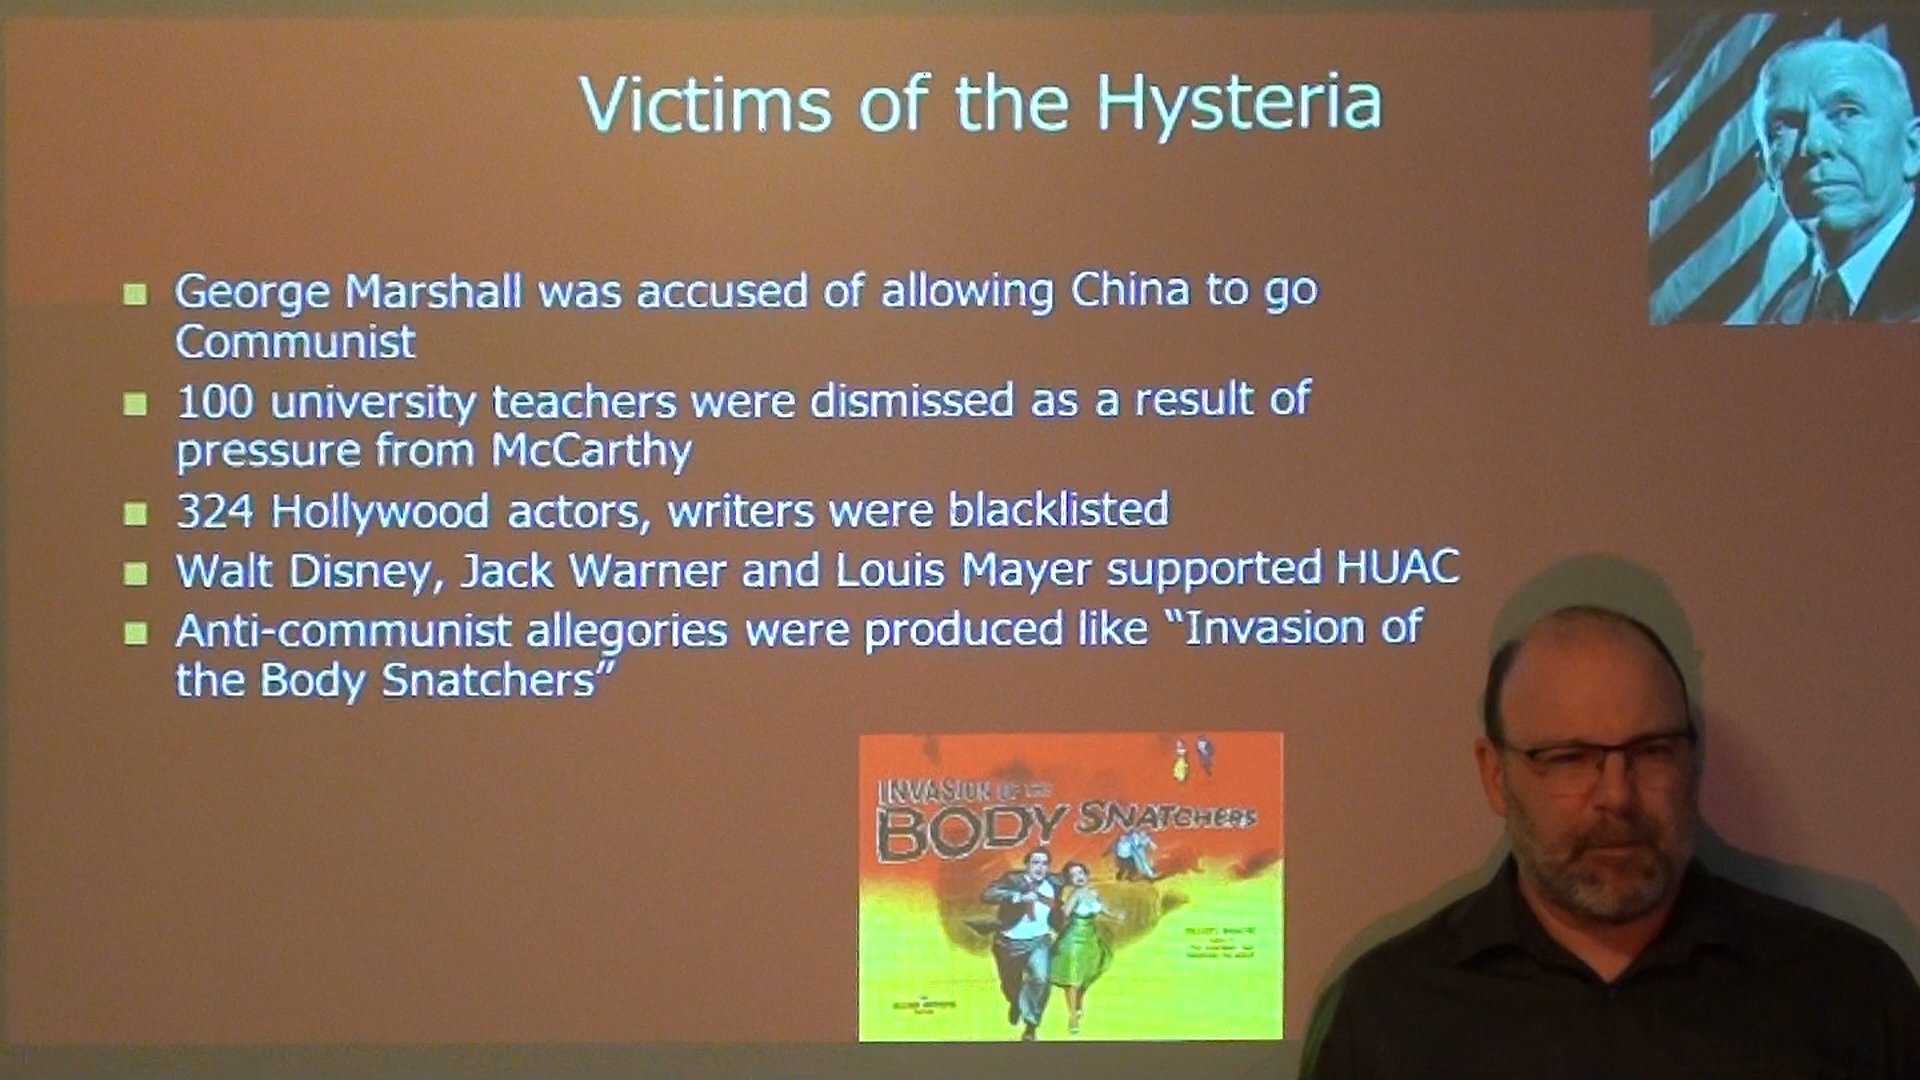 Victims of the Hysteria
George Marshall was accused of allowing China to go
Communist
100 university teachers were dismissed as a result of
pressure from McCarthy
324 Hollywood actors, writers were blacklisted
Walt Disney, Jack Warner and Louis Mayer supported HUAC
Anti-communist allegories were produced like “Invasion of
the Body Snatchers”
INVASION OF THE
BODY SNATCHERS